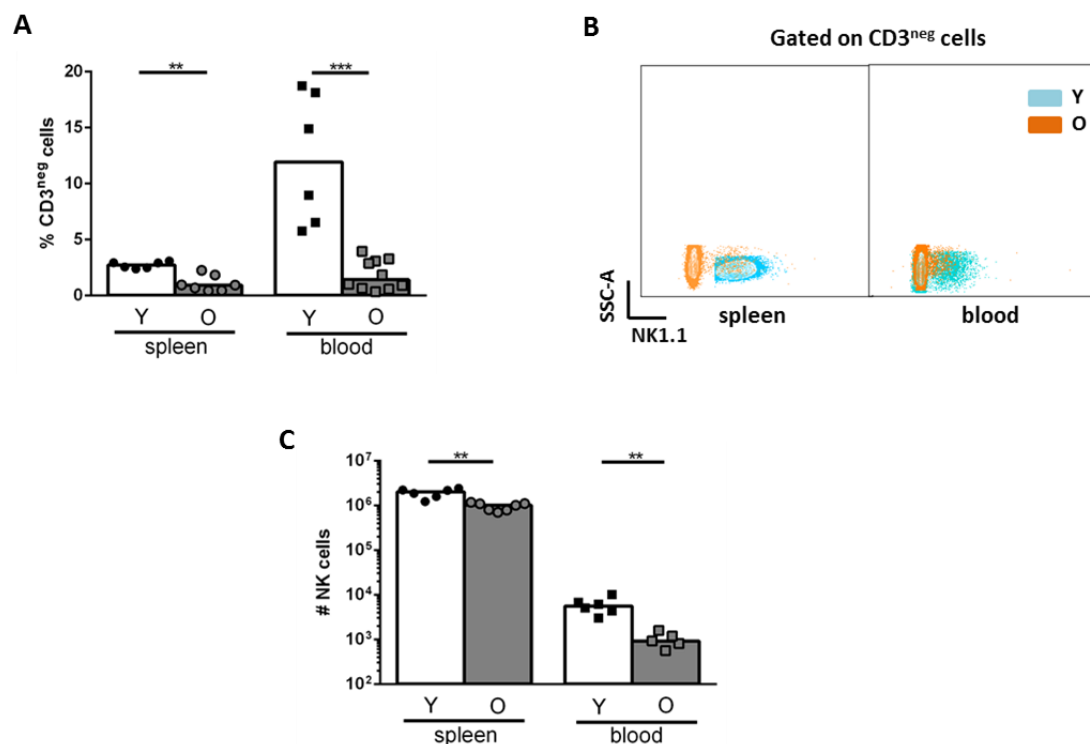 A
% CD3ⁿᵉᵍ cells
20
15
10
5
0
**
***
Y
O
Y
O
spleen
blood
B
Gated on CD3ⁿᵉᵍ cells
Y
O
SSC-A
NK1.1
spleen
blood
C
# NK cells
10⁷
10⁶
10⁵
10⁴
10³
10²
**
**
Y
O
Y
O
spleen
blood